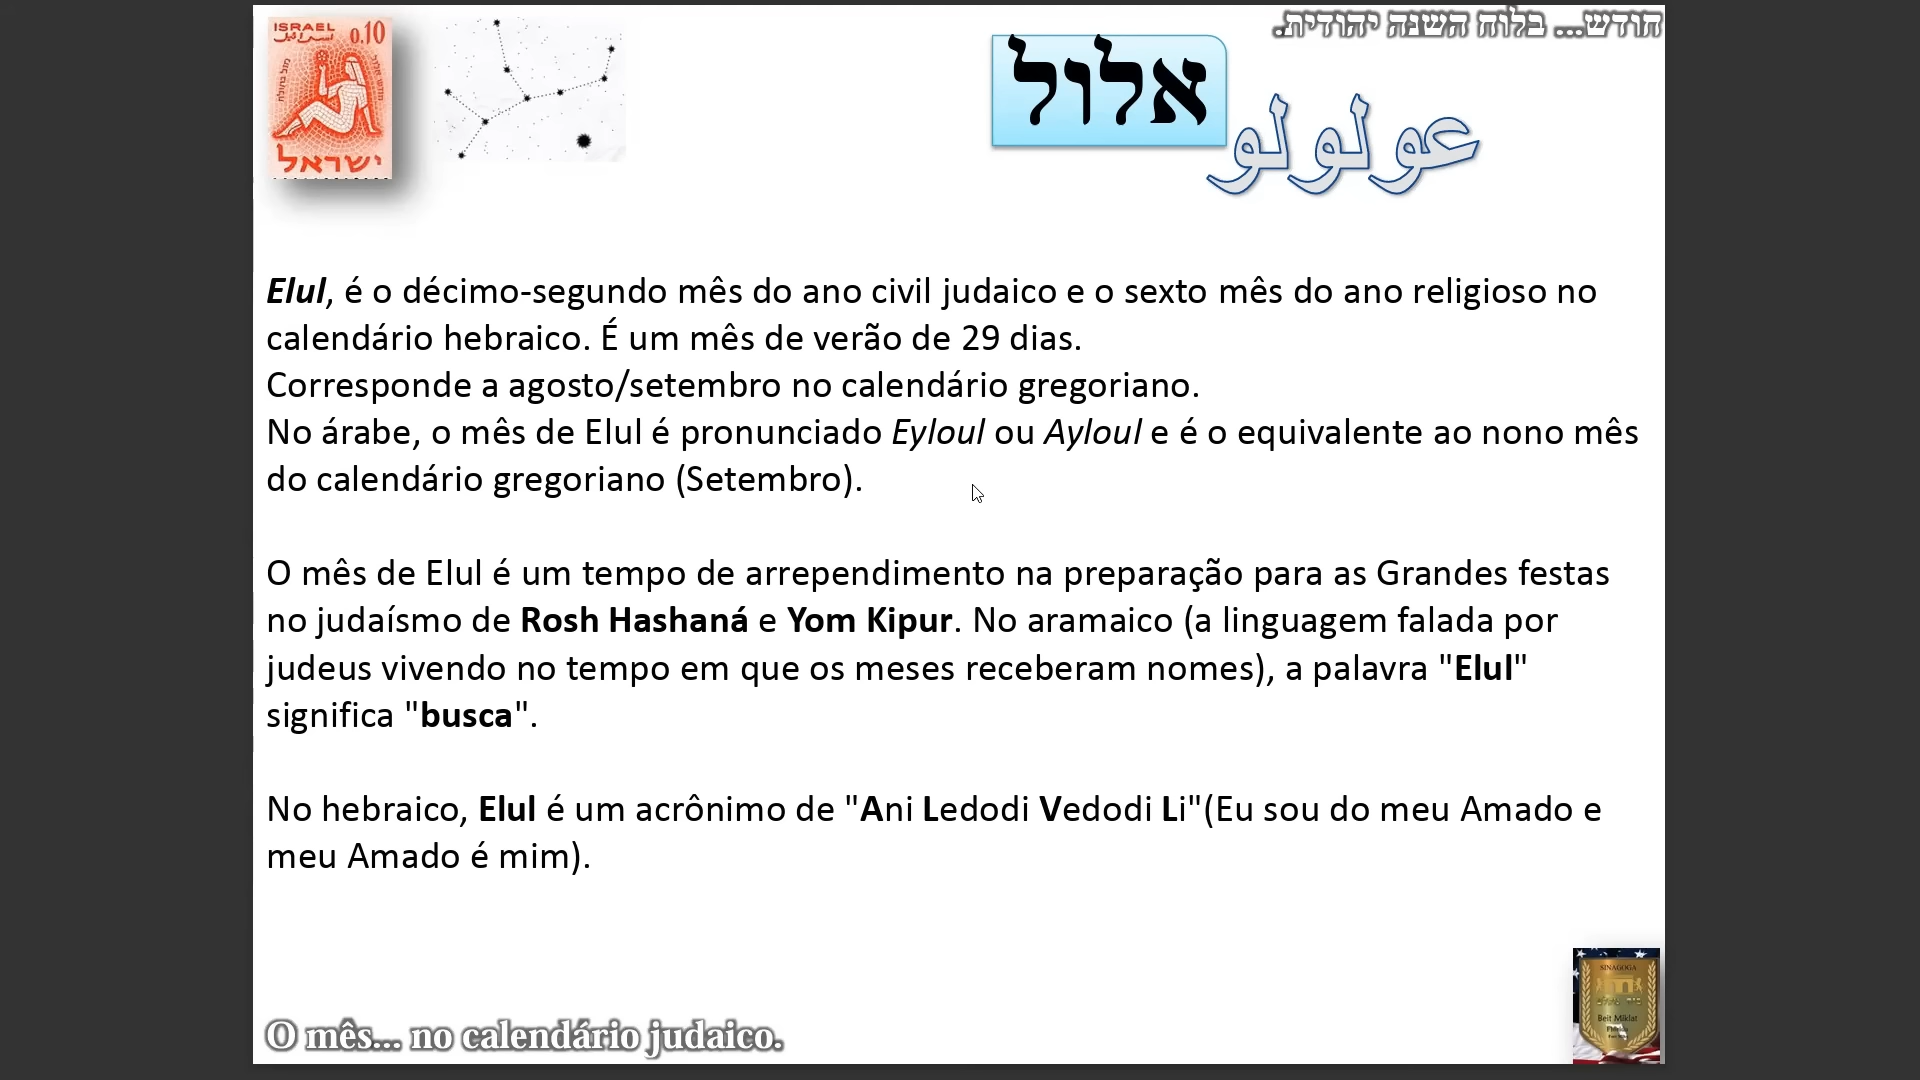 חודש... בלוח השנה יהודית.
ISRAEL 0.10
اسرائيل
ישראל
אלול
عولولو
Elul, é o décimo-segundo mês do ano civil judaico e o sexto mês do ano religioso no
calendário hebraico. É um mês de verão de 29 dias.
Corresponde a agosto/setembro no calendário gregoriano.
No árabe, o mês de Elul é pronunciado Eyloul ou Ayloul e é o equivalente ao nono mês
do calendário gregoriano (Setembro).
O mês de Elul é um tempo de arrependimento na preparação para as Grandes festas
no judaísmo de Rosh Hashaná e Yom Kipur. No aramaico (a linguagem falada por
judeus vivendo no tempo em que os meses receberam nomes), a palavra "Elul"
significa "busca".
No hebraico, Elul é um acrônimo de "Ani Ledodi Vedodi Li"(Eu sou do meu Amado e
meu Amado é mim).
SINAGOGA
Beit Miklat
O mês... no calendário judaico.